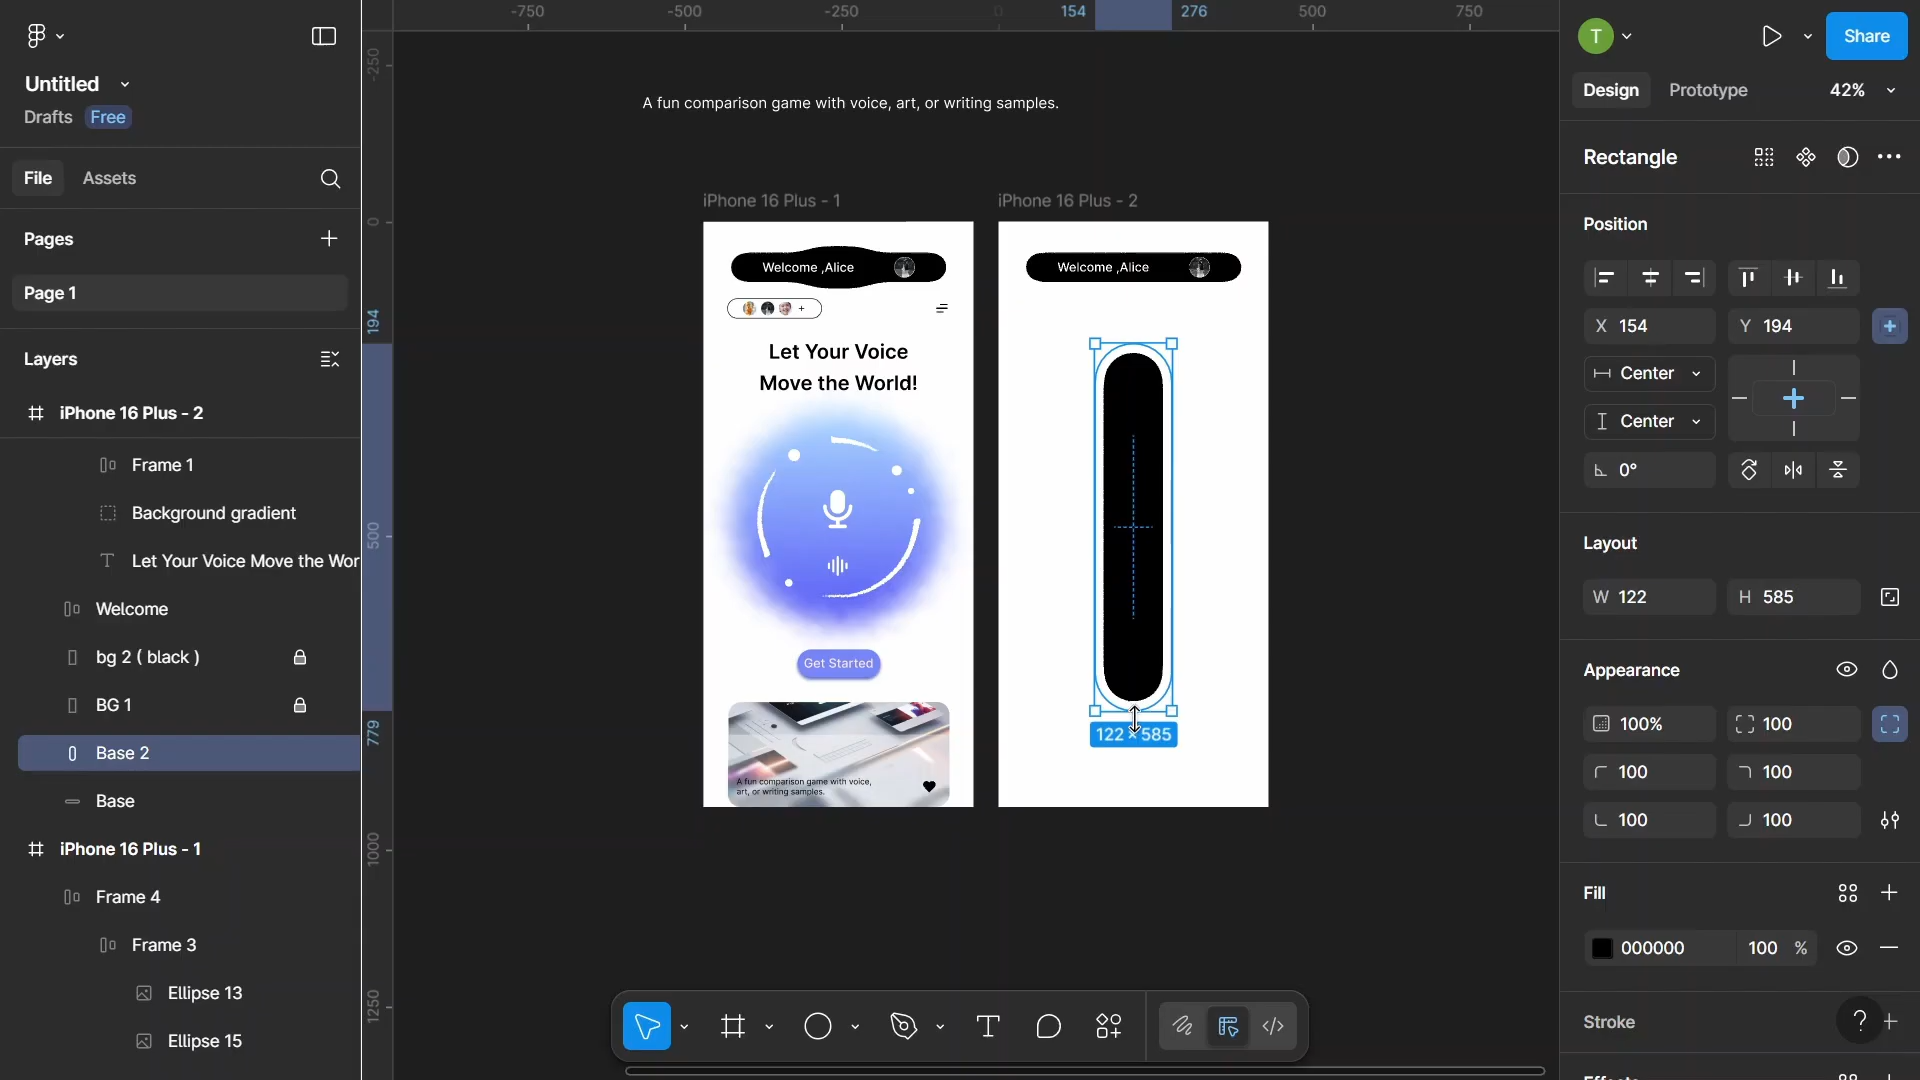 Untitled
Drafts Free
File Assets
Pages
Page 1
Layers
iPhone 16 Plus - 2
Frame 1
Background gradient
Let Your Voice Move the Wor
Welcome
bg 2 ( black )
BG 1
Base 2
Base
iPhone 16 Plus - 1
Frame 4
Frame 3
Ellipse 13
Ellipse 15
-750 -500 -250 0 154 276 500 750
-250
0
194
500
779
1000
1250
A fun comparison game with voice, art, or writing samples.
iPhone 16 Plus - 1
Welcome ,Alice
+
Let Your Voice
Move the World!
Get Started
A fun comparison game with voice,
art, or writing samples.
iPhone 16 Plus - 2
Welcome ,Alice
122 × 585
T
Share
Design Prototype 42%
Rectangle
Position
X 154 Y 194
Center
Center
0°
Layout
W 122 H 585
Appearance
100% 100
100 100
100 100
Fill
000000 100 %
Stroke
?